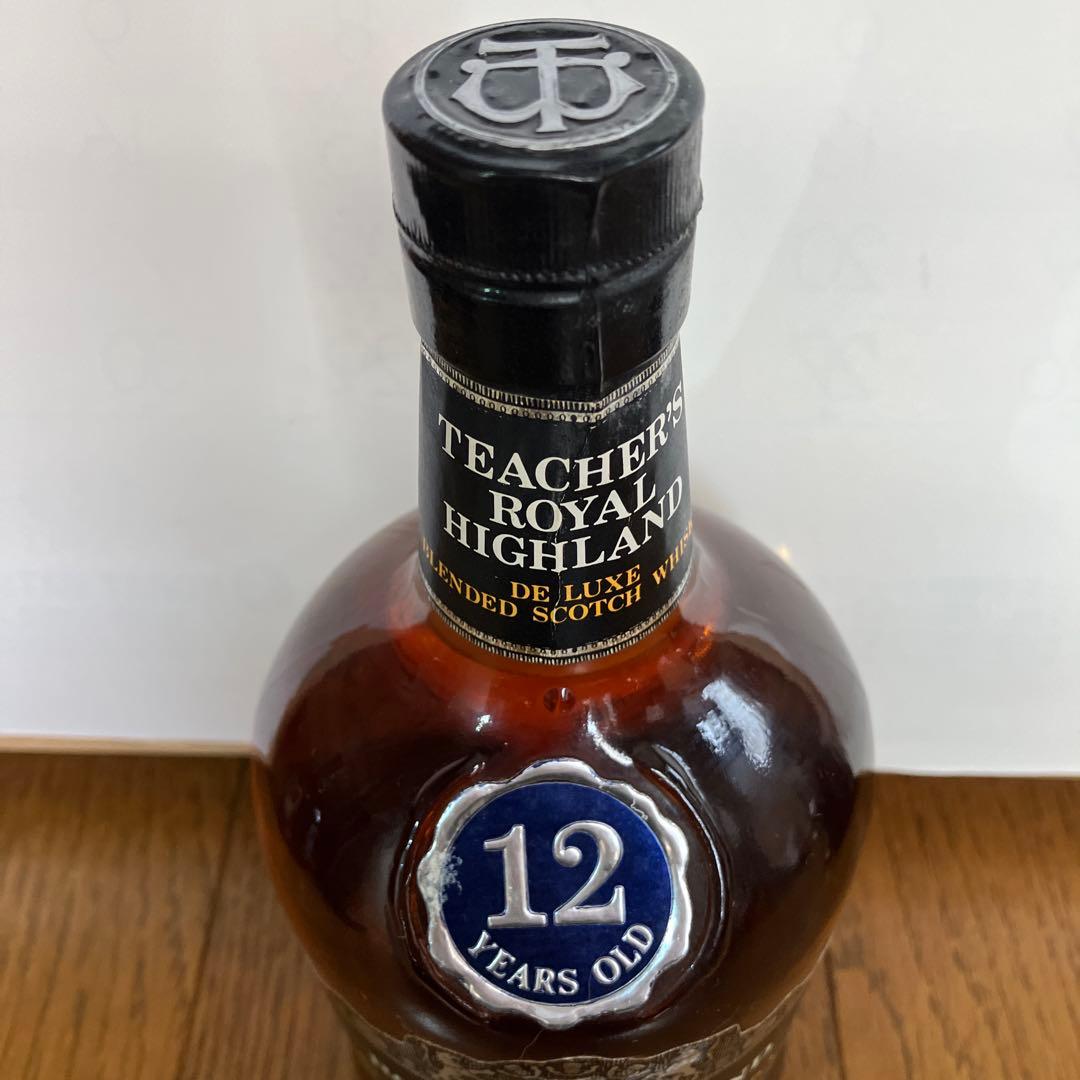 TEACHER'S
ROYAL
HIGHLAND
DE LUXE
BLENDED SCOTCH
12
YEARS OLD